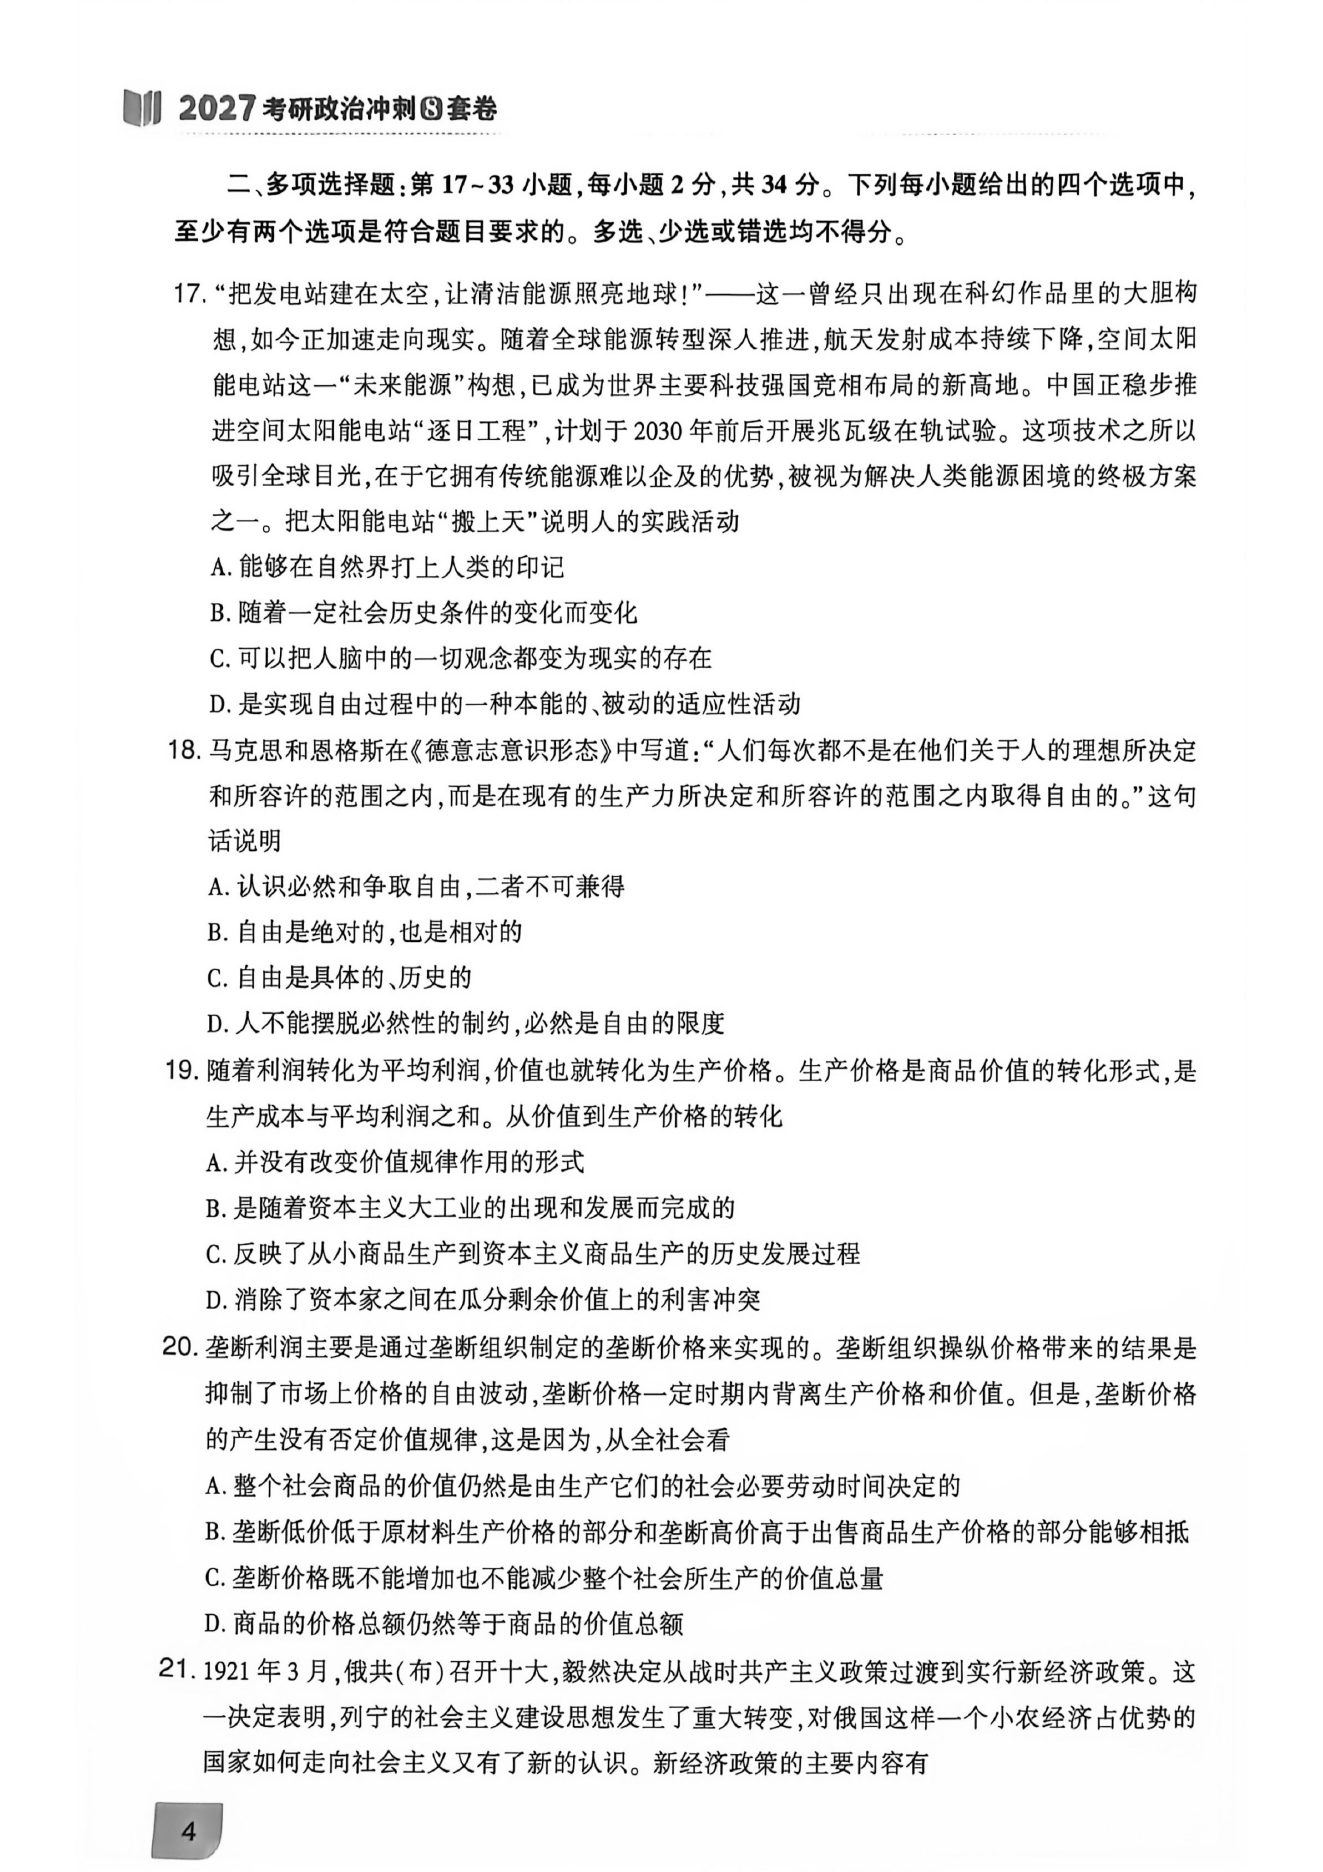 2027考研政治冲刺8套卷
二、多项选择题:第17~33小题,每小题2分,共34分。下列每小题给出的四个选项中,
至少有两个选项是符合题目要求的。多选、少选或错选均不得分。
17.“把发电站建在太空,让清洁能源照亮地球!”——这一曾经只出现在科幻作品里的大胆构
想,如今正加速走向现实。随着全球能源转型深人推进,航天发射成本持续下降,空间太阳
能电站这一“未来能源”构想,已成为世界主要科技强国竞相布局的新高地。中国正稳步推
进空间太阳能电站“逐日工程”,计划于2030年前后开展兆瓦级在轨试验。这项技术之所以
吸引全球目光,在于它拥有传统能源难以企及的优势,被视为解决人类能源困境的终极方案
之一。把太阳能电站“搬上天”说明人的实践活动
A.能够在自然界打上人类的印记
B.随着一定社会历史条件的变化而变化
C.可以把人脑中的一切观念都变为现实的存在
D.是实现自由过程中的一种本能的、被动的适应性活动
18.马克思和恩格斯在《德意志意识形态》中写道:“人们每次都不是在他们关于人的理想所决定
和所容许的范围之内,而是在现有的生产力所决定和所容许的范围之内取得自由的。”这句
话说明
A.认识必然和争取自由,二者不可兼得
B.自由是绝对的,也是相对的
C.自由是具体的、历史的
D.人不能摆脱必然性的制约,必然是自由的限度
19.随着利润转化为平均利润,价值也就转化为生产价格。生产价格是商品价值的转化形式,是
生产成本与平均利润之和。从价值到生产价格的转化
A.并没有改变价值规律作用的形式
B.是随着资本主义大工业的出现和发展而完成的
C.反映了从小商品生产到资本主义商品生产的历史发展过程
D.消除了资本家之间在瓜分剩余价值上的利害冲突
20.垄断利润主要是通过垄断组织制定的垄断价格来实现的。垄断组织操纵价格带来的结果是
抑制了市场上价格的自由波动,垄断价格一定时期内背离生产价格和价值。但是,垄断价格
的产生没有否定价值规律,这是因为,从全社会看
A.整个社会商品的价值仍然是由生产它们的社会必要劳动时间决定的
B.垄断低价低于原材料生产价格的部分和垄断高价高于出售商品生产价格的部分能够相抵
C.垄断价格既不能增加也不能减少整个社会所生产的价值总量
D.商品的价格总额仍然等于商品的价值总额
21.1921年3月,俄共(布)召开十大,毅然决定从战时共产主义政策过渡到实行新经济政策。这
一决定表明,列宁的社会主义建设思想发生了重大转变,对俄国这样一个小农经济占优势的
国家如何走向社会主义又有了新的认识。新经济政策的主要内容有
4